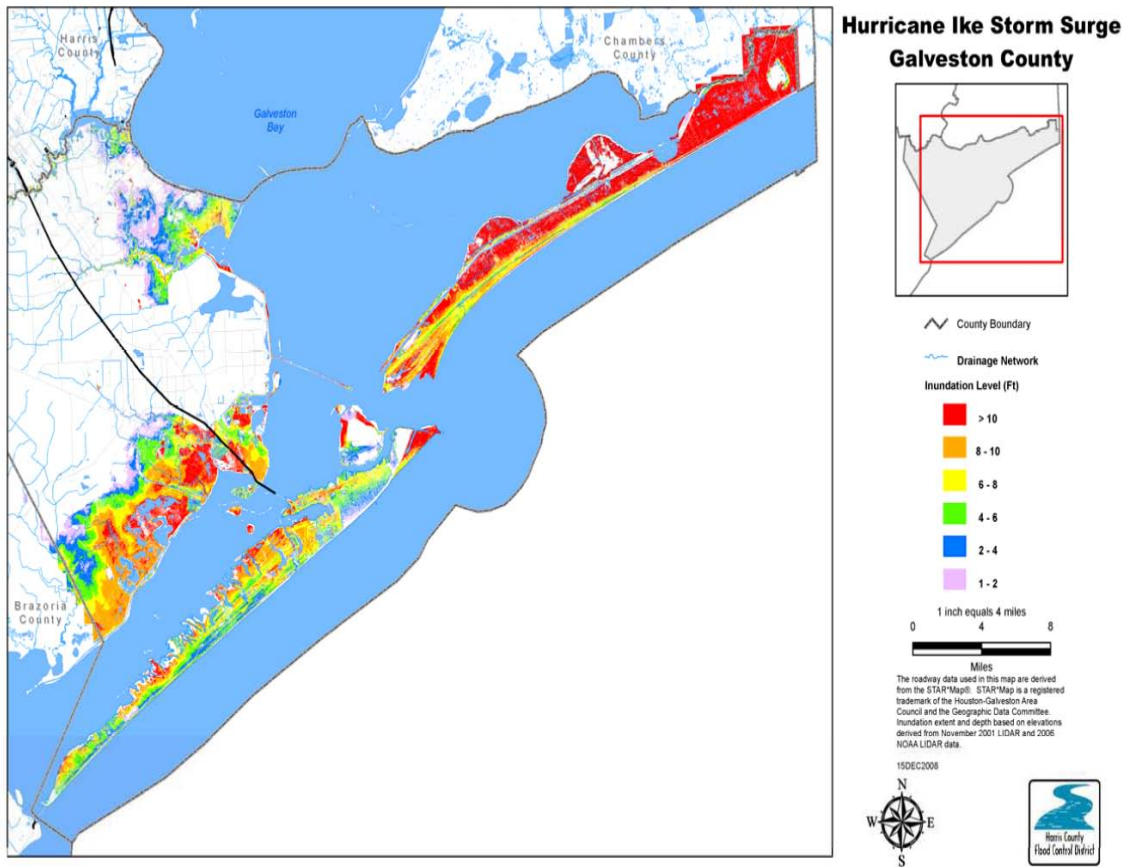 Hurricane Ike Storm Surge
Galveston County
Harris
County
Chambers
County
Galveston
Bay
Brazoria
County
County Boundary
Drainage Network
Inundation Level (Ft)
> 10
8 - 10
6 - 8
4 - 6
2 - 4
1 - 2
1 inch equals 4 miles
0 4 8
Miles
The roadway data used in this map are derived
from the STAR*Map®. STAR*Map is a registered
trademark of the Houston-Galveston Area
Council and the Geographic Data Committee.
Inundation extent and depth based on elevations
derived from November 2001 LIDAR and 2006
NOAA LIDAR data.
15DEC2008
N
W E
S
Harris County
Flood Control District